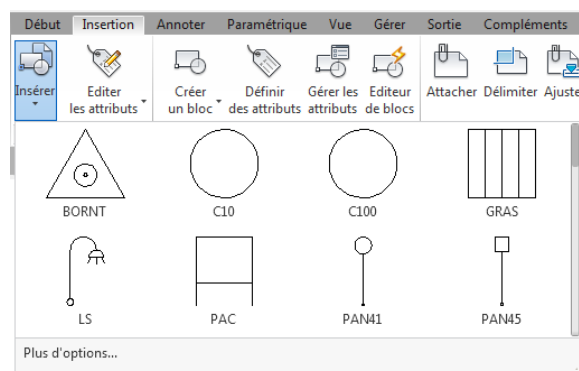 Début Insertion Annoter Paramétrique Vue Gérer Sortie Compléments
Insérer Editer Créer Définir Gérer les Editeur Attacher Délimiter Ajuste
les attributs un bloc des attributs attributs de blocs
BORNT C10 C100 GRAS
LS PAC PAN41 PAN45
Plus d'options...